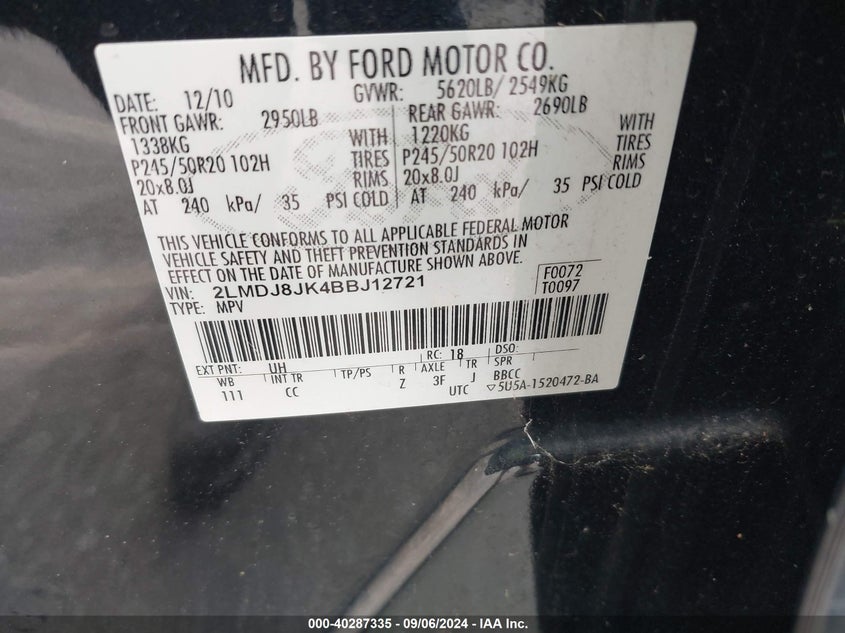 MFD. BY FORD MOTOR CO.
DATE: 12/10 GVWR: 5620LB/ 2549KG
FRONT GAWR: 2950LB REAR GAWR: 2690LB
1338KG WITH 1220KG WITH
P245/50R20 102H TIRES P245/50R20 102H TIRES
20x8.0J RIMS 20x8.0J RIMS
AT 240 kPa/ 35 PSI COLD AT 240 kPa/ 35 PSI COLD
THIS VEHICLE CONFORMS TO ALL APPLICABLE FEDERAL MOTOR
VEHICLE SAFETY AND THEFT PREVENTION STANDARDS IN
EFFECT ON THE DATE OF MANUFACTURE SHOWN ABOVE.
VIN: 2LMDJ8JK4BBJ12721 F0072
TYPE: MPV T0097
EXT PNT: UH RC: 18 DSO:
WB INT TR TP/PS R AXLE TR SPR
111 CC Z 3F J BBCC
UTC ▽5U5A-1520472-BA
000-40287335 - 09/06/2024 - IAA Inc.